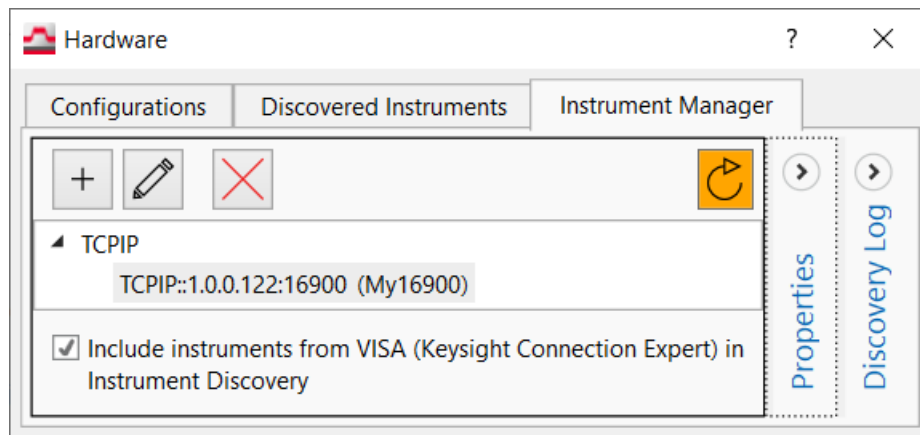 Hardware
?
Configurations
Discovered Instruments
Instrument Manager
TCPIP
TCPIP::1.0.0.122:16900 (My16900)
Include instruments from VISA (Keysight Connection Expert) in
Instrument Discovery
Properties
Discovery Log